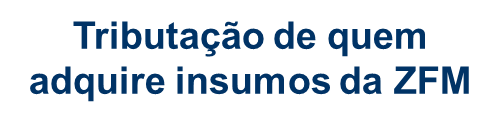 Tributação de quem
adquire insumos da ZFM